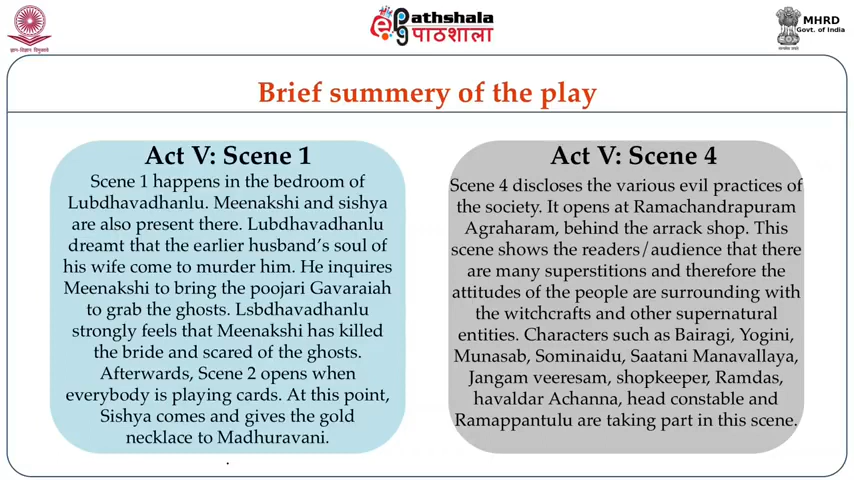 ज्ञान-विज्ञान विमुक्तये
ePathshala
पाठशाला
MHRD
Govt. of India
Brief summery of the play
Act V: Scene 1
Scene 1 happens in the bedroom of
Lubdhavadhanlu. Meenakshi and sishya
are also present there. Lubdhavadhanlu
dreamt that the earlier husband's soul of
his wife come to murder him. He inquires
Meenakshi to bring the poojari Gavaraiah
to grab the ghosts. Lsbdhavadhanlu
strongly feels that Meenakshi has killed
the bride and scared of the ghosts.
Afterwards, Scene 2 opens when
everybody is playing cards. At this point,
Sishya comes and gives the gold
necklace to Madhuravani.
.
Act V: Scene 4
Scene 4 discloses the various evil practices of
the society. It opens at Ramachandrapuram
Agraharam, behind the arrack shop. This
scene shows the readers/audience that there
are many superstitions and therefore the
attitudes of the people are surrounding with
the witchcrafts and other supernatural
entities. Characters such as Bairagi, Yogini,
Munasab, Sominaidu, Saatani Manavallaya,
Jangam veeresam, shopkeeper, Ramdas,
havaldar Achanna, head constable and
Ramappantulu are taking part in this scene.